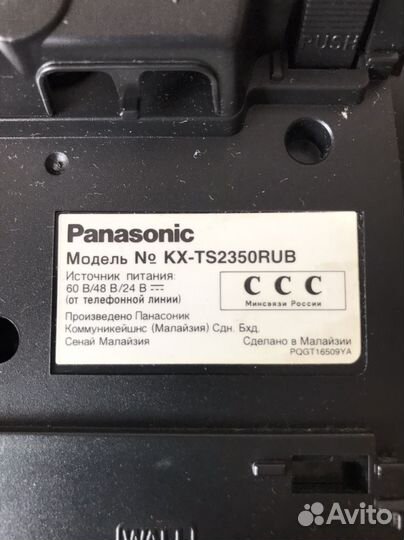 PUSH
Panasonic
Модель № KX-TS2350RUB
Источник питания:
60 В/48 В/24 В
(от телефонной линии)
ССС
Минсвязи России
Произведено Панасоник
Коммуникейшнс (Малайзия) Сдн. Бхд.
Сенай Малайзия
Сделано в Малайзии
PQGT16509YA
(WALL)
Avito